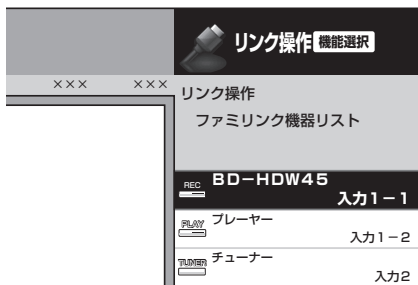 リンク操作 機能選択
××× ×××
リンク操作
ファミリンク機器リスト
REC BD-HDW45
入力1-1
PLAY プレーヤー
入力1-2
TUNER チューナー
入力2